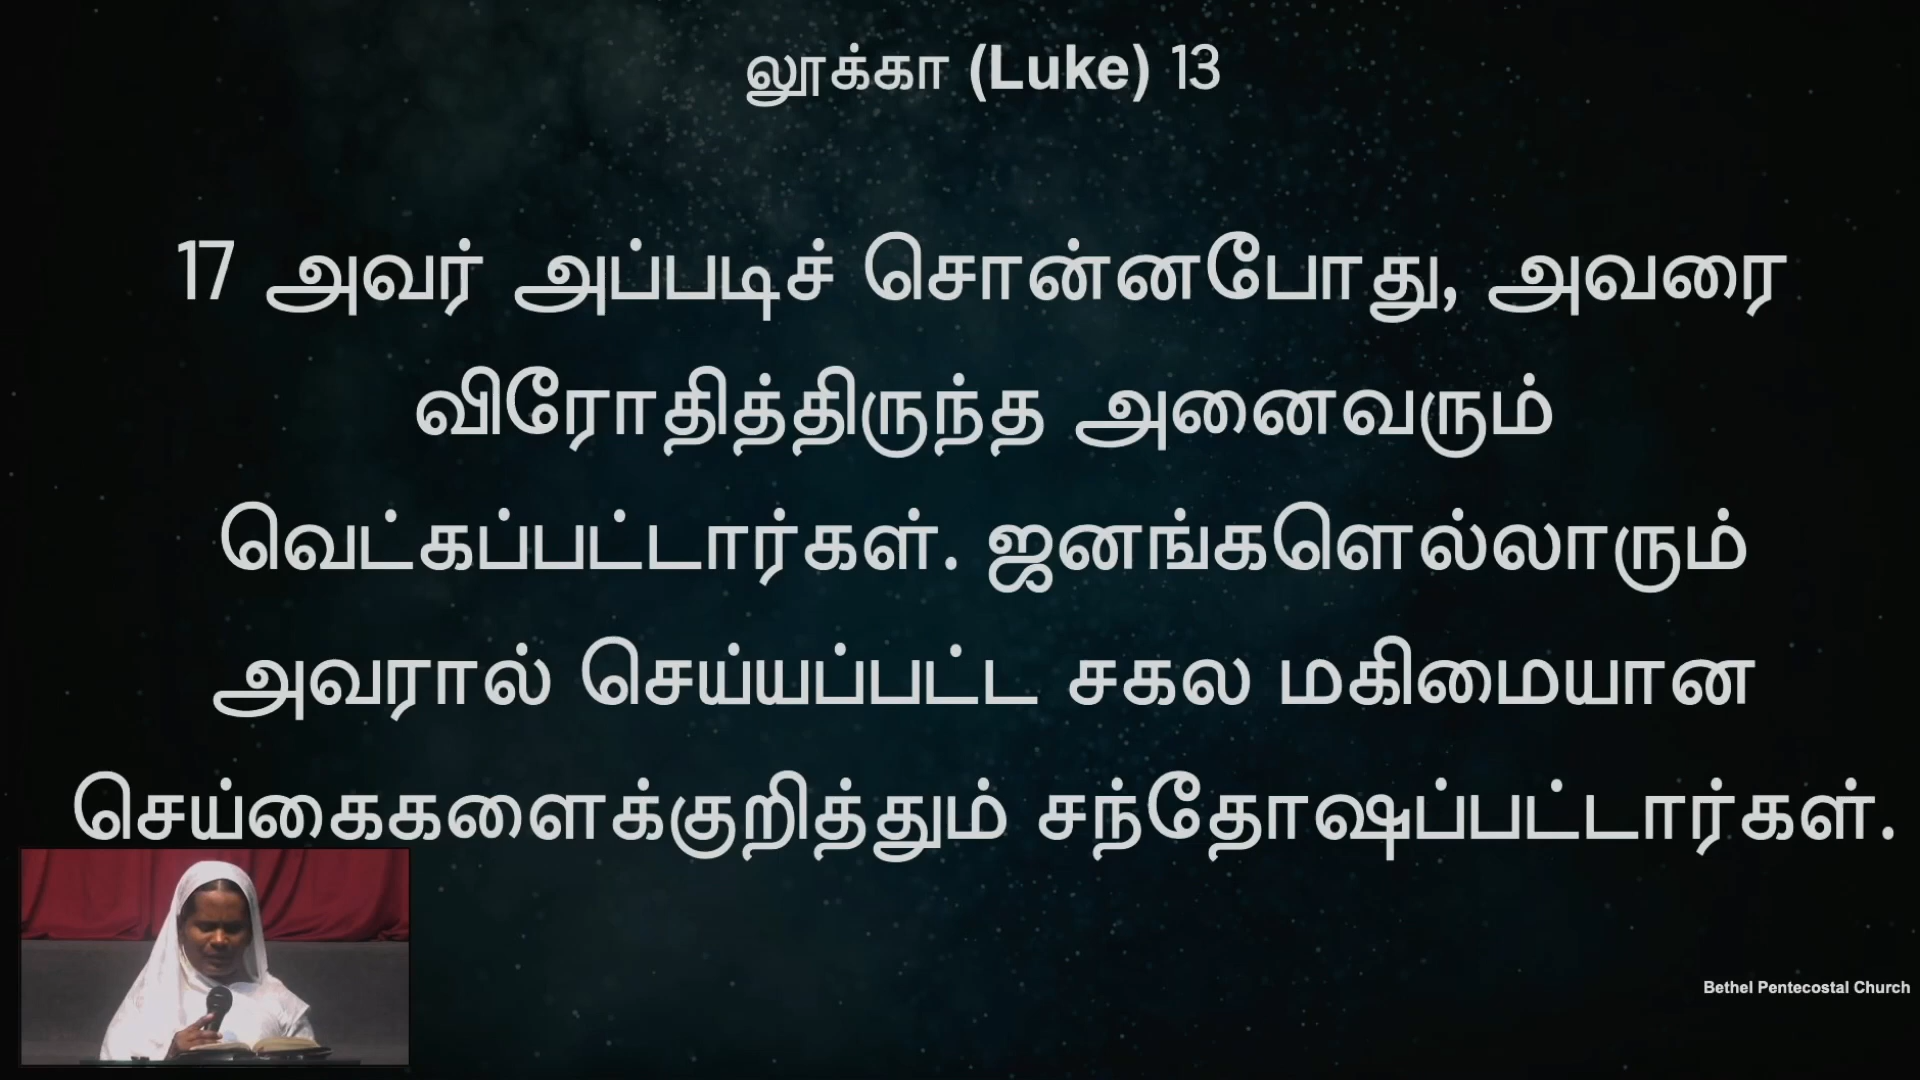 லூக்கா (Luke) 13
17 அவர் அப்படிச் சொன்னபோது, அவரை
விரோதித்திருந்த அனைவரும்
வெட்கப்பட்டார்கள். ஜனங்களெல்லாரும்
அவரால் செய்யப்பட்ட சகல மகிமையான
செய்கைகளைக்குறித்தும் சந்தோஷப்பட்டார்கள்.
Bethel Pentecostal Church